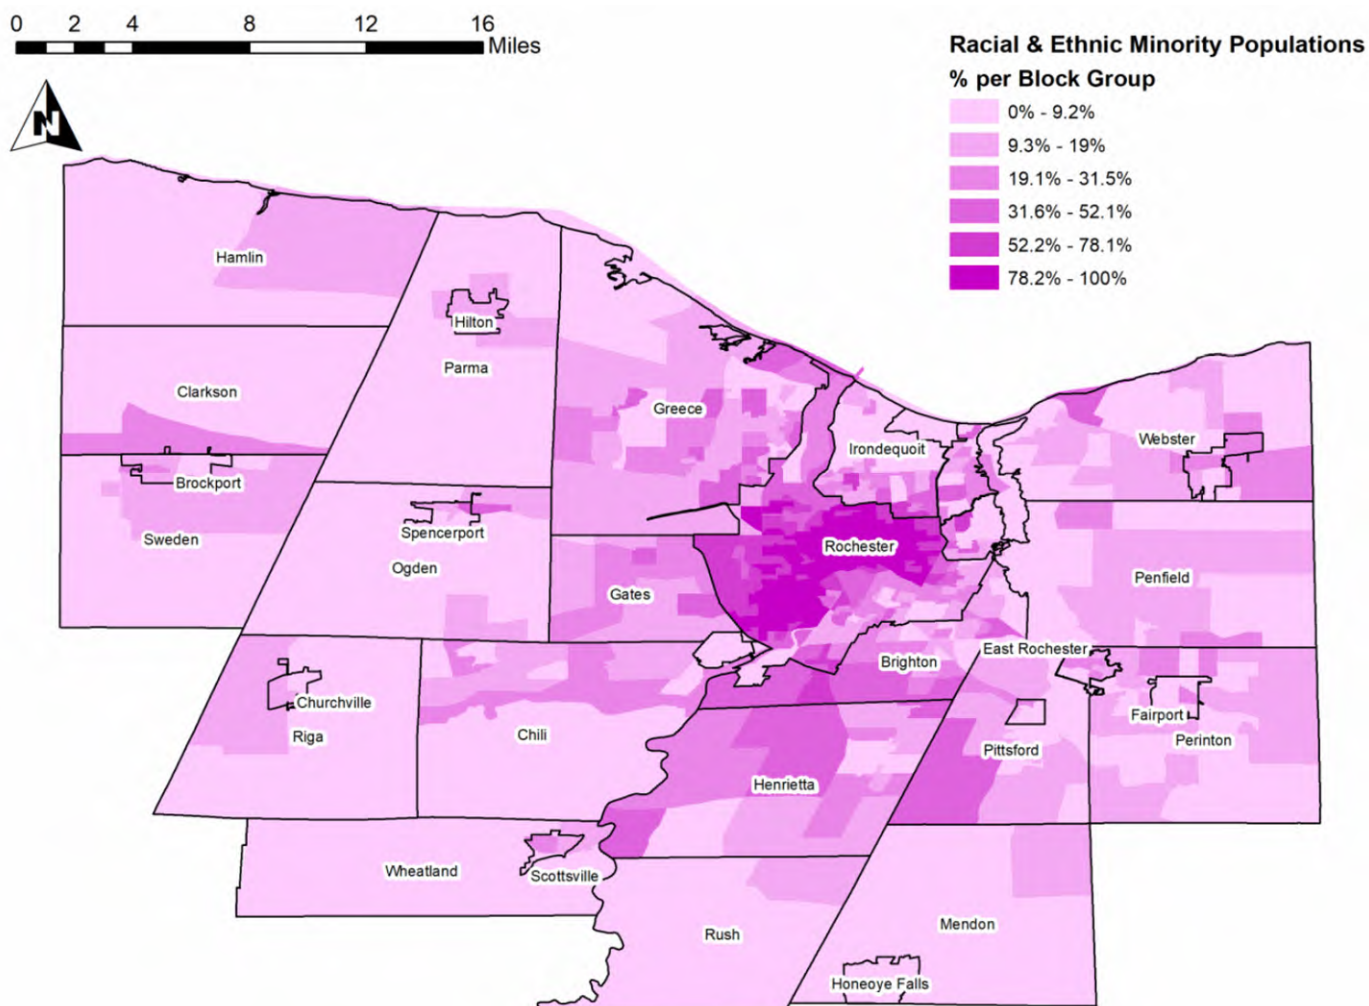 0 2 4 8 12 16
Miles
N
Racial & Ethnic Minority Populations
% per Block Group
0% - 9.2%
9.3% - 19%
19.1% - 31.5%
31.6% - 52.1%
52.2% - 78.1%
78.2% - 100%
Hamlin
Hilton
Parma
Clarkson
Greece
Irondequoit
Webster
Brockport
Sweden
Spencerport
Ogden
Rochester
Gates
Penfield
East Rochester
Brighton
Churchville
Riga
Chili
Fairport
Perinton
Pittsford
Henrietta
Wheatland
Scottsville
Rush
Mendon
Honeoye Falls